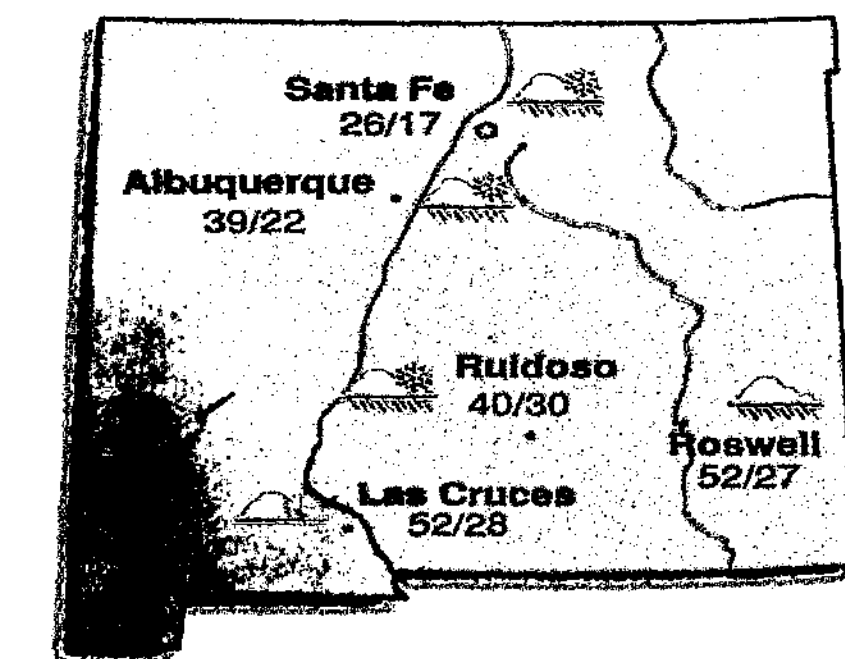 Santa Fe
26/17
Albuquerque
39/22
Ruidoso
40/30
Roswell
52/27
Las Cruces
52/28